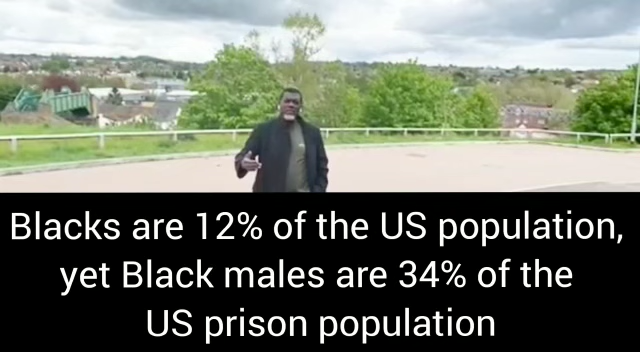 Blacks are 12% of the US population,
yet Black males are 34% of the
US prison population